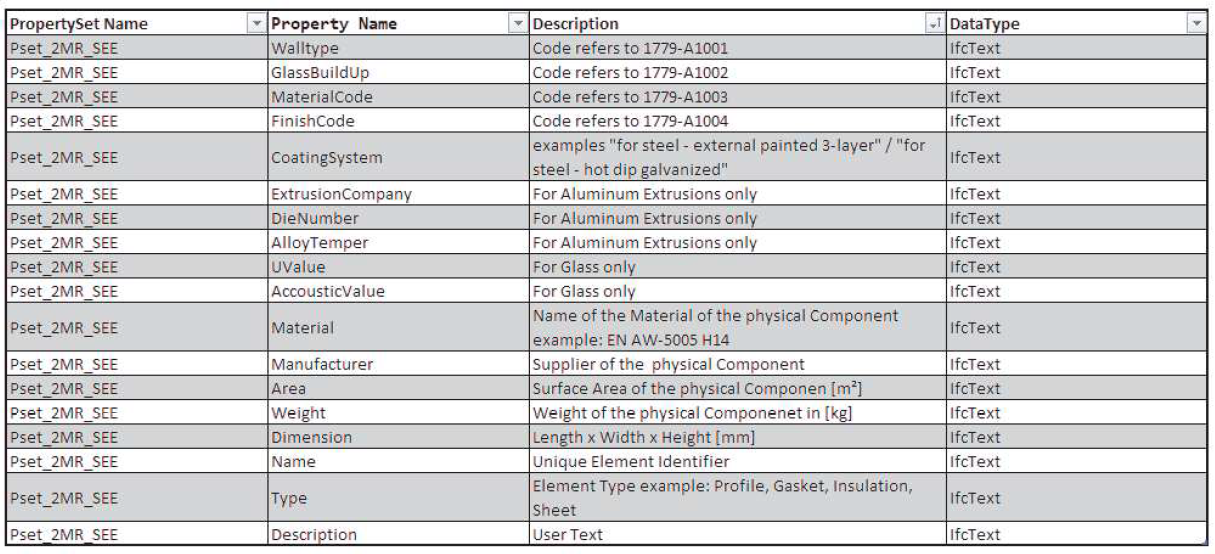 PropertySet Name Property Name Description DataType
Pset_2MR_SEE Walltype Code refers to 1779-A1001 IfcText
Pset_2MR_SEE GlassBuildUp Code refers to 1779-A1002 IfcText
Pset_2MR_SEE MaterialCode Code refers to 1779-A1003 IfcText
Pset_2MR_SEE FinishCode Code refers to 1779-A1004 IfcText
Pset_2MR_SEE CoatingSystem examples "for steel - external painted 3-layer" / "for
steel - hot dip galvanized" IfcText
Pset_2MR_SEE ExtrusionCompany For Aluminum Extrusions only IfcText
Pset_2MR_SEE DieNumber For Aluminum Extrusions only IfcText
Pset_2MR_SEE AlloyTemper For Aluminum Extrusions only IfcText
Pset_2MR_SEE UValue For Glass only IfcText
Pset_2MR_SEE AccousticValue For Glass only IfcText
Pset_2MR_SEE Material Name of the Material of the physical Component
example: EN AW-5005 H14 IfcText
Pset_2MR_SEE Manufacturer Supplier of the physical Component IfcText
Pset_2MR_SEE Area Surface Area of the physical Componen [m²] IfcText
Pset_2MR_SEE Weight Weight of the physical Componenet in [kg] IfcText
Pset_2MR_SEE Dimension Length x Width x Height [mm] IfcText
Pset_2MR_SEE Name Unique Element Identifier IfcText
Pset_2MR_SEE Type Element Type example: Profile, Gasket, Insulation,
Sheet IfcText
Pset_2MR_SEE Description User Text IfcText